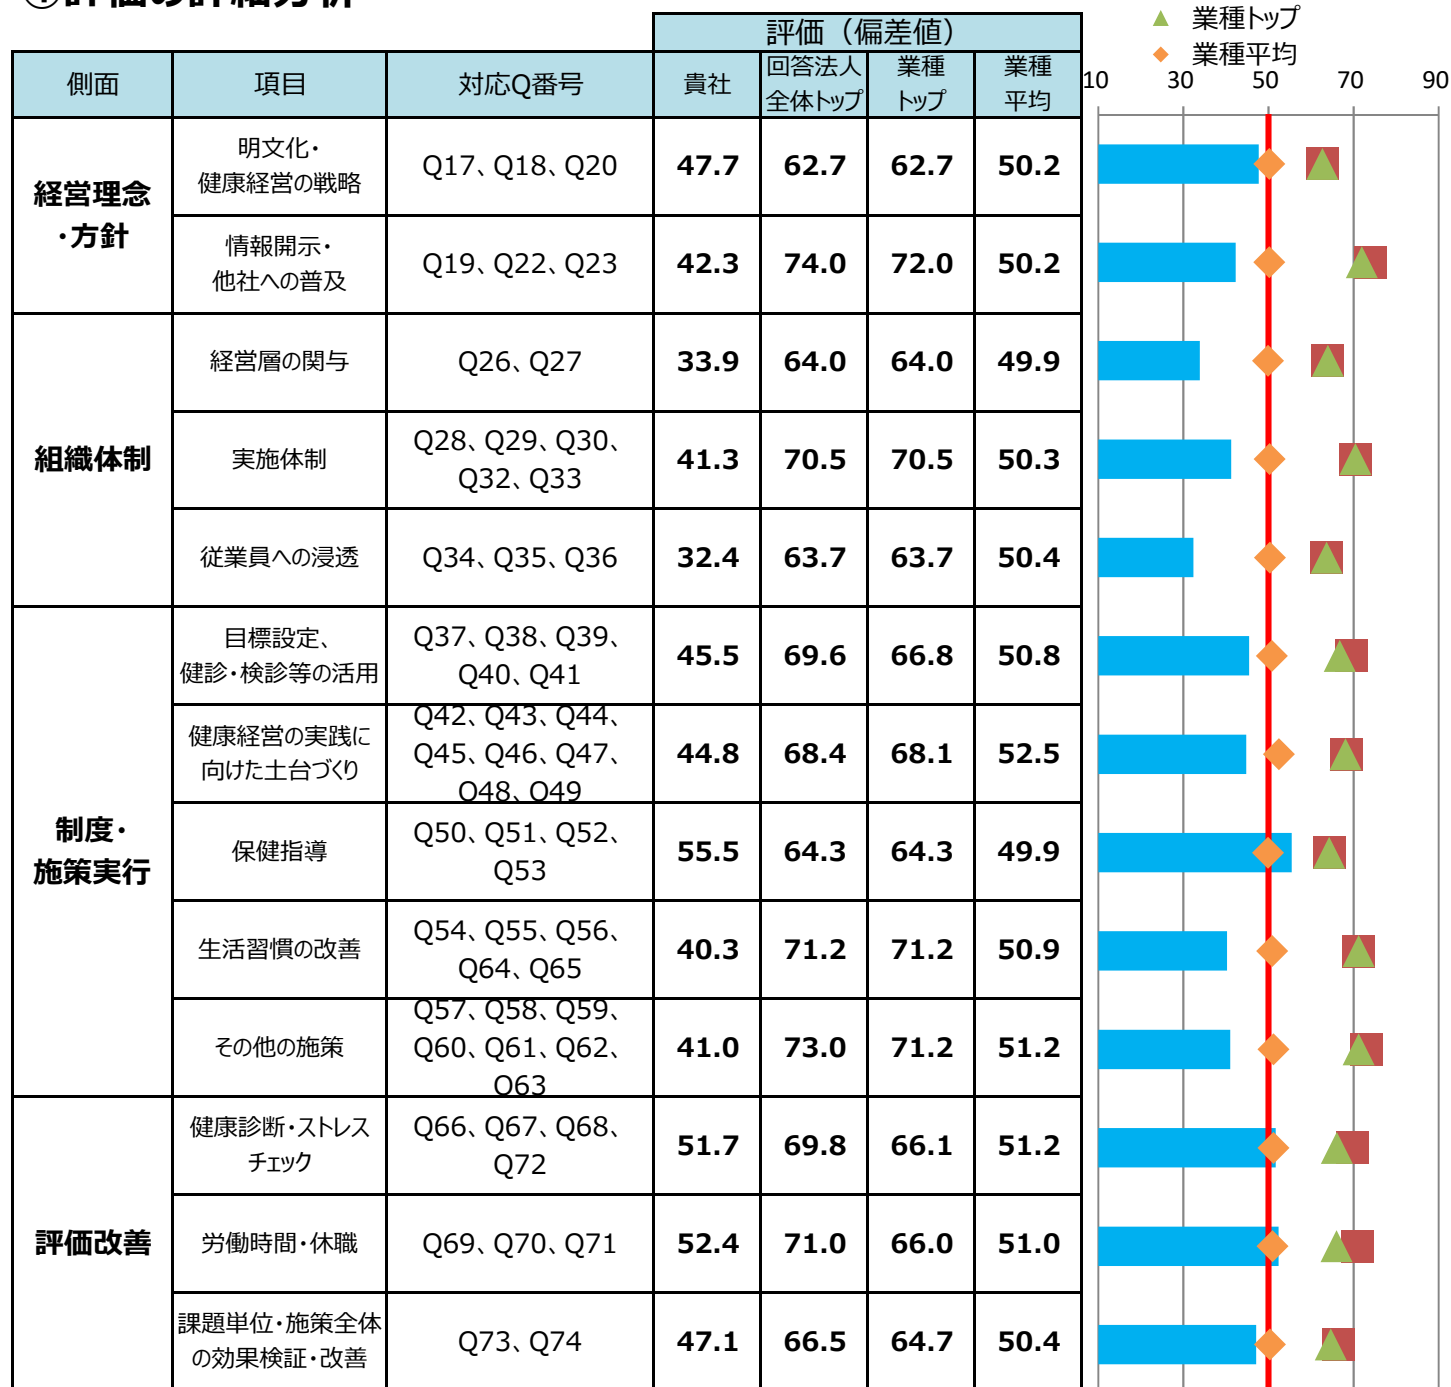 ①評価の詳細分析
▲ 業種トップ
◆ 業種平均
評価（偏差値）
側面 項目 対応Q番号 貴社 回答法人全体トップ 業種トップ 業種平均
10 30 50 70 90
経営理念・方針
明文化・健康経営の戦略 Q17、Q18、Q20 47.7 62.7 62.7 50.2
情報開示・他社への普及 Q19、Q22、Q23 42.3 74.0 72.0 50.2
組織体制
経営層の関与 Q26、Q27 33.9 64.0 64.0 49.9
実施体制 Q28、Q29、Q30、Q32、Q33 41.3 70.5 70.5 50.3
従業員への浸透 Q34、Q35、Q36 32.4 63.7 63.7 50.4
制度・施策実行
目標設定、健診・検診等の活用 Q37、Q38、Q39、Q40、Q41 45.5 69.6 66.8 50.8
健康経営の実践に向けた土台づくり Q42、Q43、Q44、Q45、Q46、Q47、Q48、Q49 44.8 68.4 68.1 52.5
保健指導 Q50、Q51、Q52、Q53 55.5 64.3 64.3 49.9
生活習慣の改善 Q54、Q55、Q56、Q64、Q65 40.3 71.2 71.2 50.9
その他の施策 Q57、Q58、Q59、Q60、Q61、Q62、Q63 41.0 73.0 71.2 51.2
評価改善
健康診断・ストレスチェック Q66、Q67、Q68、Q72 51.7 69.8 66.1 51.2
労働時間・休職 Q69、Q70、Q71 52.4 71.0 66.0 51.0
課題単位・施策全体の効果検証・改善 Q73、Q74 47.1 66.5 64.7 50.4